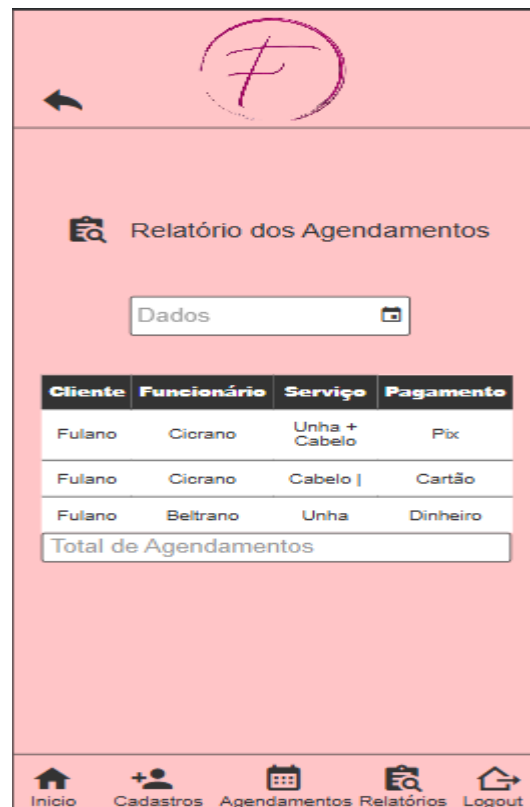 Relatório dos Agendamentos
Dados
Cliente Funcionário Serviço Pagamento
Fulano Cicrano Unha + Cabelo Pix
Fulano Cicrano Cabelo | Cartão
Fulano Beltrano Unha Dinheiro
Total de Agendamentos
Inicio Cadastros Agendamentos Relatórios Logout